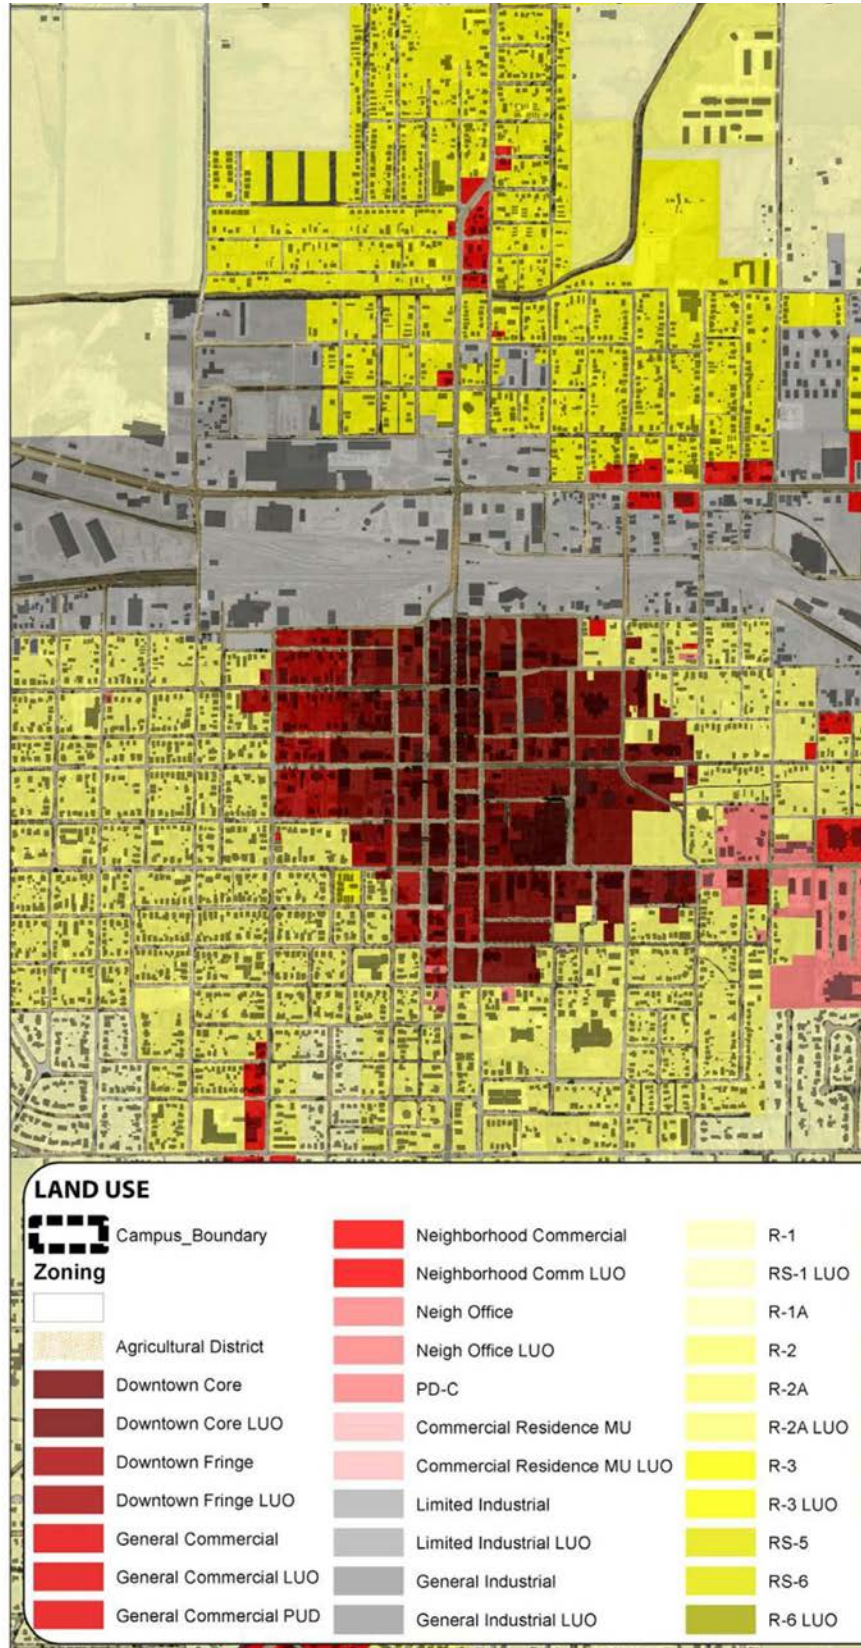 LAND USE
Campus_Boundary
Zoning
Agricultural District
Downtown Core
Downtown Core LUO
Downtown Fringe
Downtown Fringe LUO
General Commercial
General Commercial LUO
General Commercial PUD
Neighborhood Commercial
Neighborhood Comm LUO
Neigh Office
Neigh Office LUO
PD-C
Commercial Residence MU
Commercial Residence MU LUO
Limited Industrial
Limited Industrial LUO
General Industrial
General Industrial LUO
R-1
RS-1 LUO
R-1A
R-2
R-2A
R-2A LUO
R-3
R-3 LUO
RS-5
RS-6
R-6 LUO